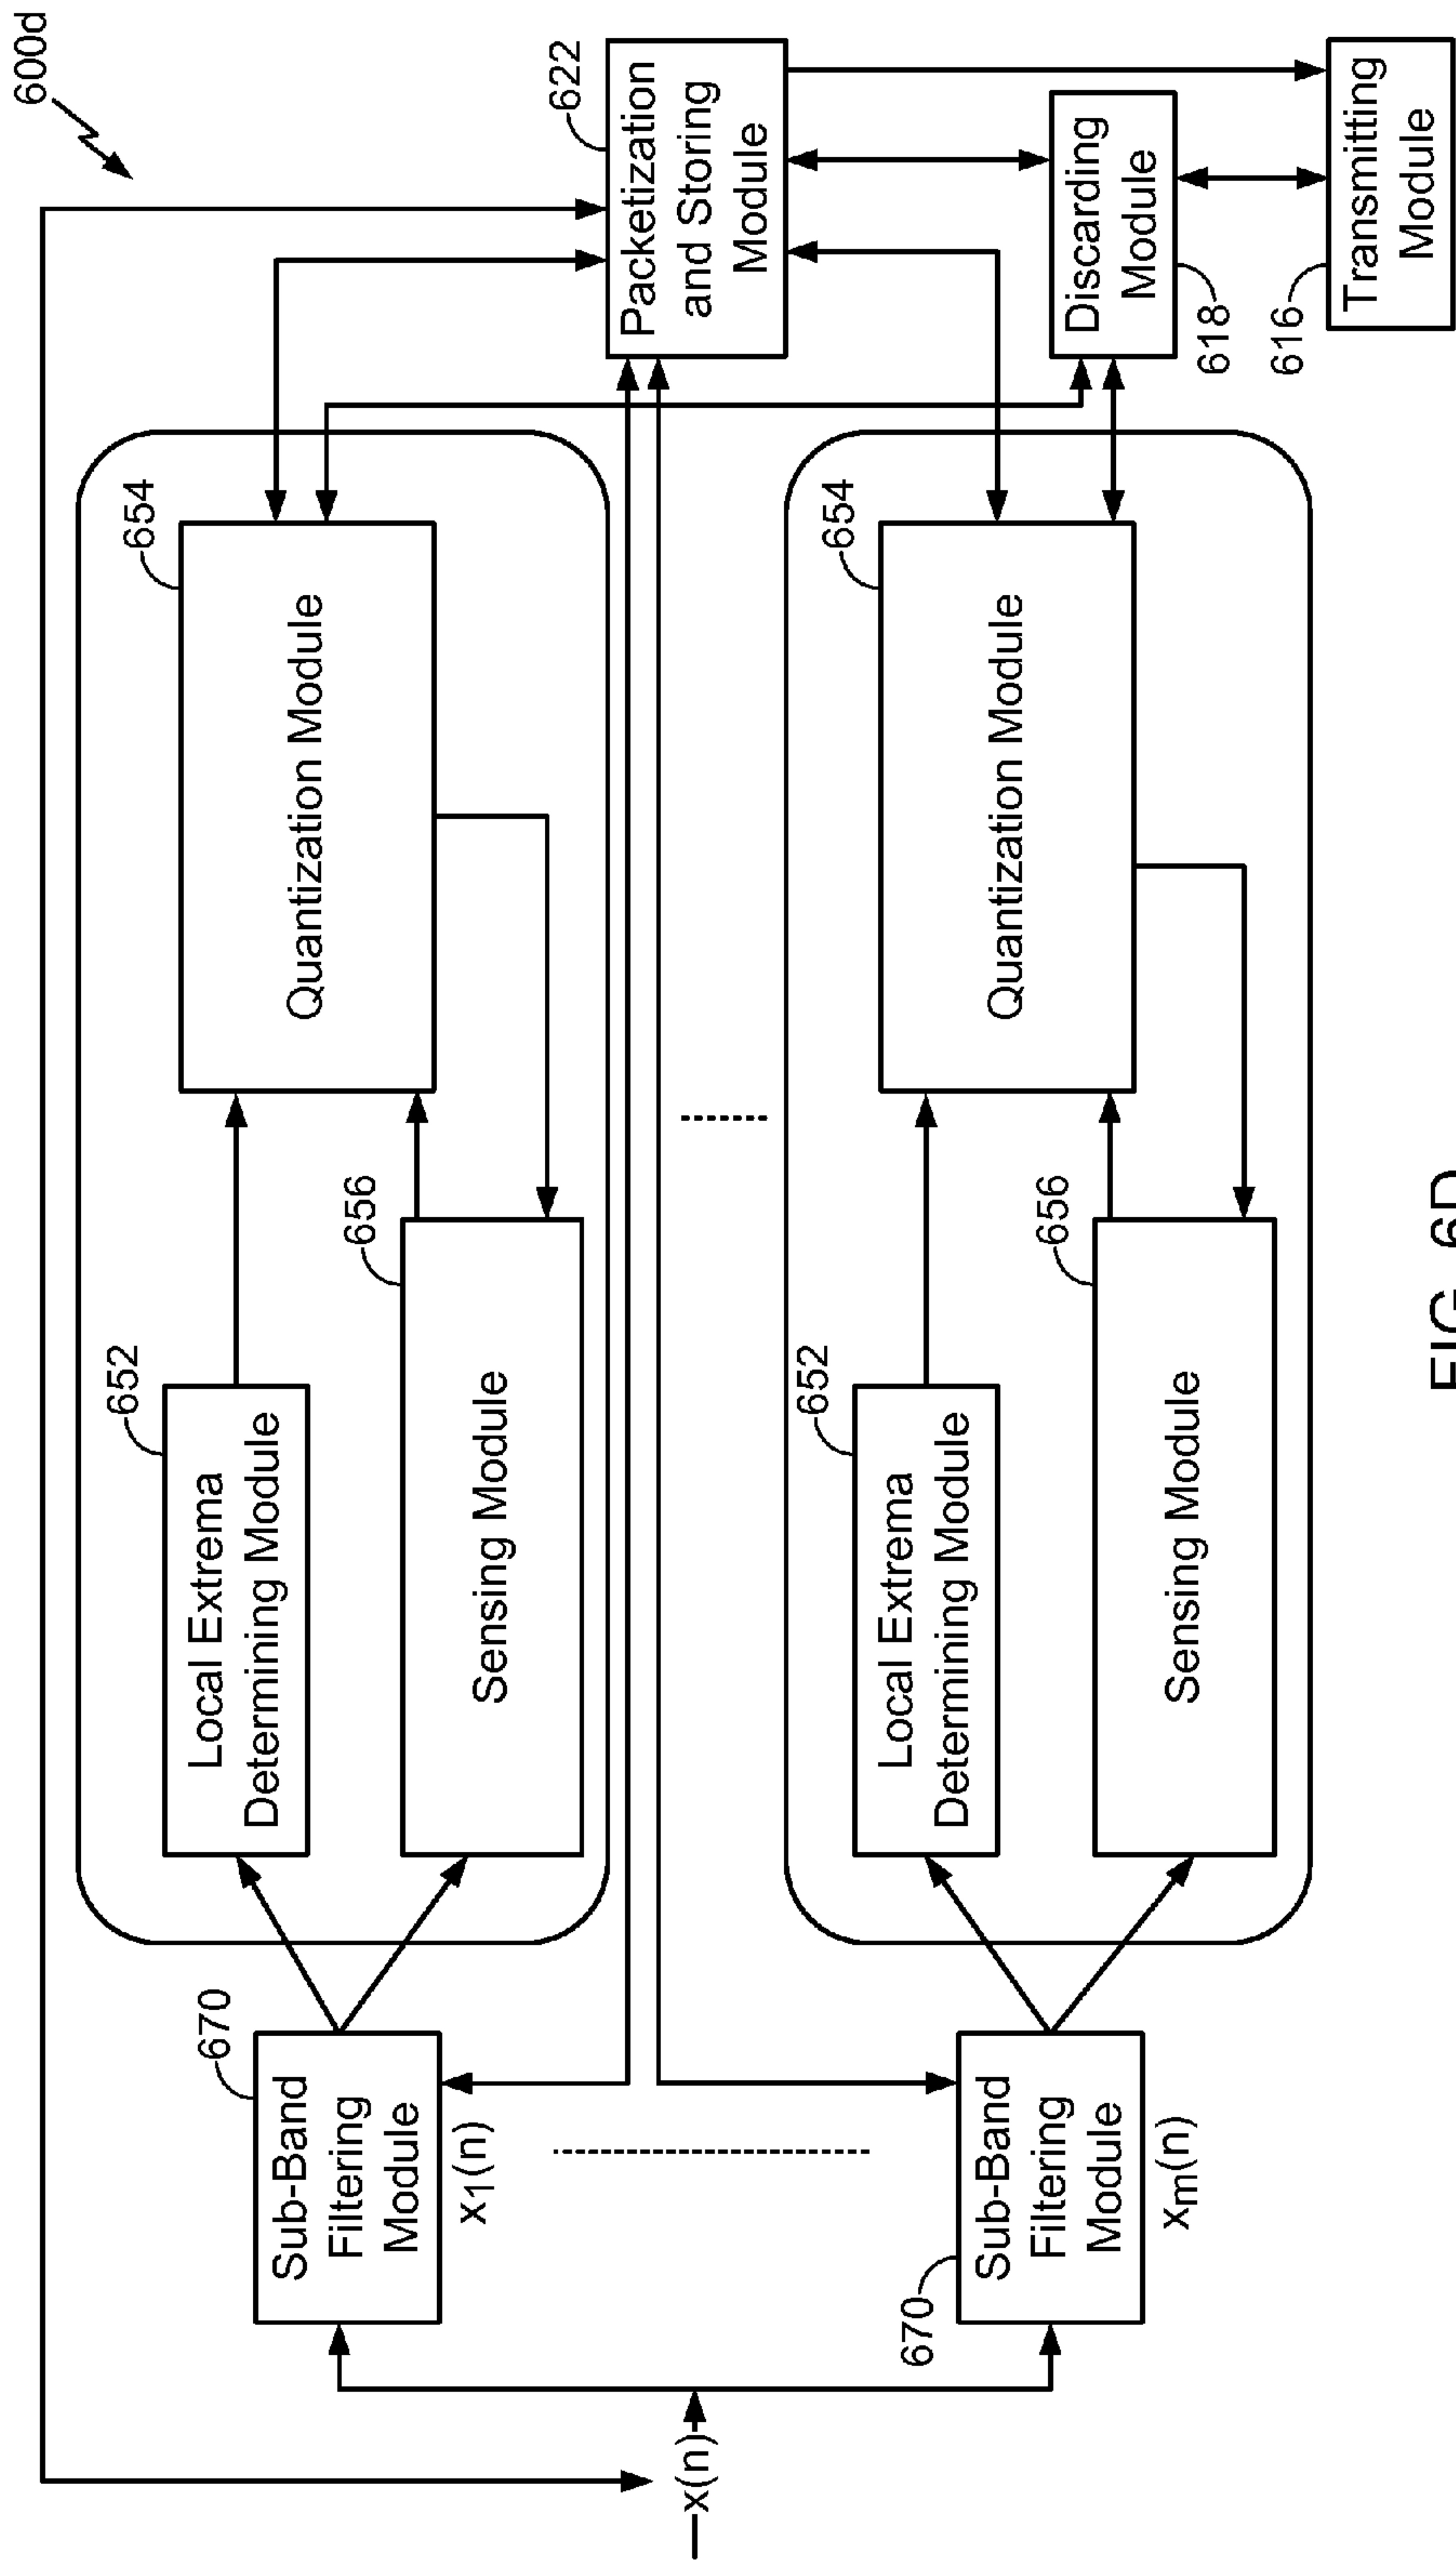 600d
670
Sub-Band
Filtering
Module
x1(n)
652
Local Extrema
Determining Module
656
Sensing Module
654
Quantization Module
622
Packetization
and Storing
Module
x(n)
670
Sub-Band
Filtering
Module
xm(n)
652
Local Extrema
Determining Module
656
Sensing Module
654
Quantization Module
Discarding
Module
618
616
Transmitting
Module
FIG. 6D